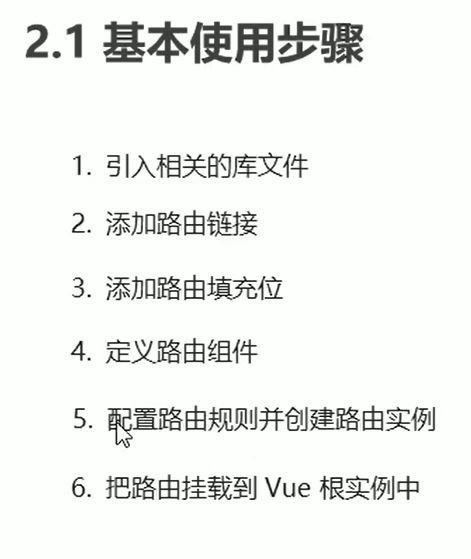 2.1 基本使用步骤
1. 引入相关的库文件
2. 添加路由链接
3. 添加路由填充位
4. 定义路由组件
5. 配置路由规则并创建路由实例
6. 把路由挂载到 Vue 根实例中